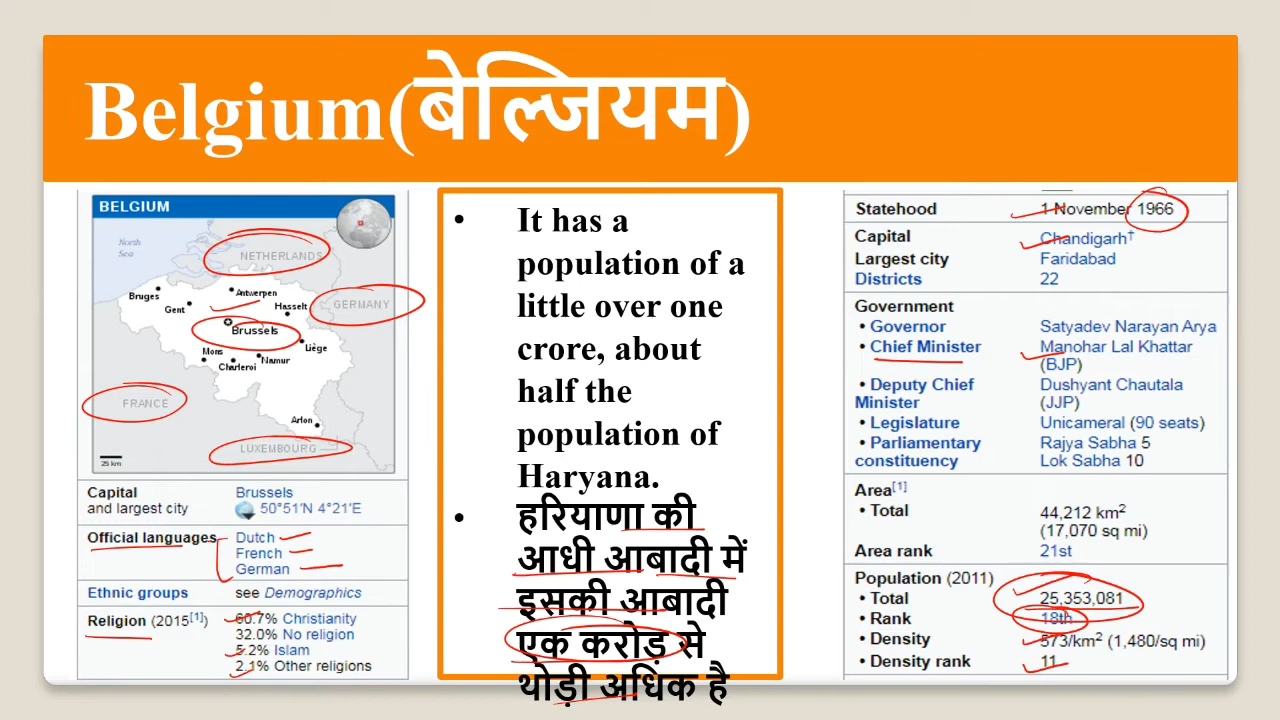 Belgium(बेल्जियम)
BELGIUM
North
Sea
NETHERLANDS
GERMANY
Bruges
Antwerpen
Gent
Hasselt
Brussels
Liège
Mons
Namur
Charleroi
FRANCE
Arlon
LUXEMBOURG
25 km
Capital
and largest city
Brussels
50°51'N 4°21'E
Official languages
Dutch
French
German
Ethnic groups see Demographics
Religion (2015[1])
60.7% Christianity
32.0% No religion
5.2% Islam
2.1% Other religions
• It has a
population of a
little over one
crore, about
half the
population of
Haryana.
• हरियाणा की
आधी आबादी में
इसकी आबादी
एक करोड़ से
थोड़ी अधिक है
Statehood 1 November 1966
Capital Chandigarh†
Largest city Faridabad
Districts 22
Government
• Governor Satyadev Narayan Arya
• Chief Minister Manohar Lal Khattar
(BJP)
• Deputy Chief Dushyant Chautala
Minister (JJP)
• Legislature Unicameral (90 seats)
• Parliamentary Rajya Sabha 5
constituency Lok Sabha 10
Area[1]
• Total 44,212 km²
(17,070 sq mi)
Area rank 21st
Population (2011)
• Total 25,353,081
• Rank 18th
• Density 573/km² (1,480/sq mi)
• Density rank 11